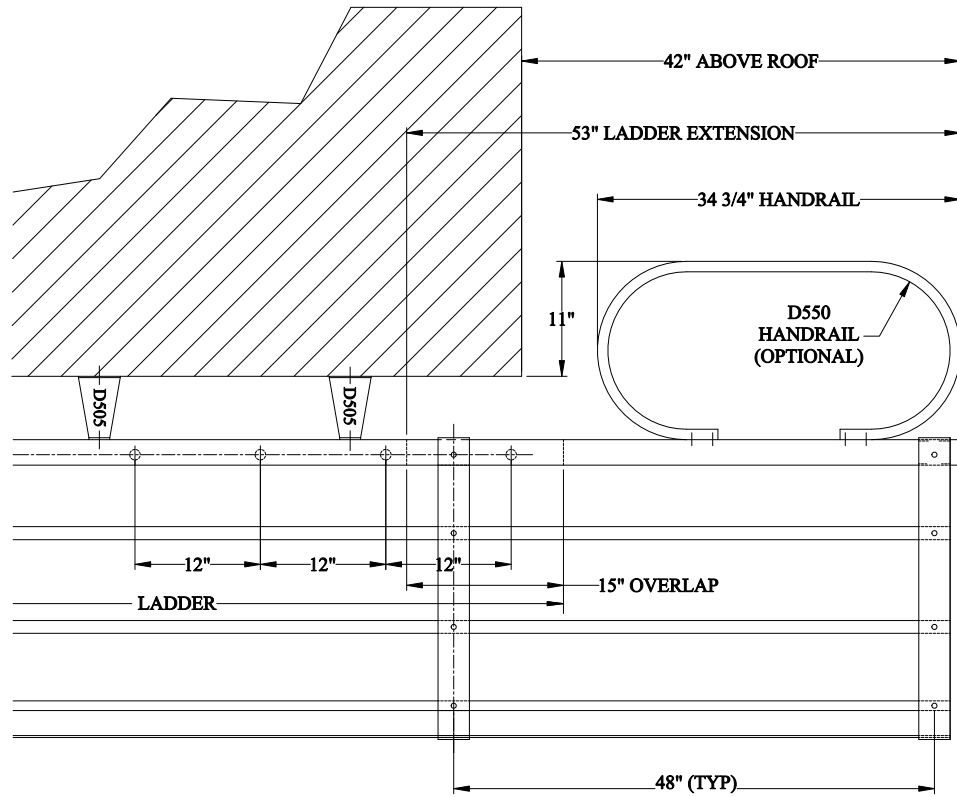 42" ABOVE ROOF
53" LADDER EXTENSION
34 3/4" HANDRAIL
11"
D550
HANDRAIL
(OPTIONAL)
D505
D505
12"
12"
12"
15" OVERLAP
LADDER
48" (TYP)